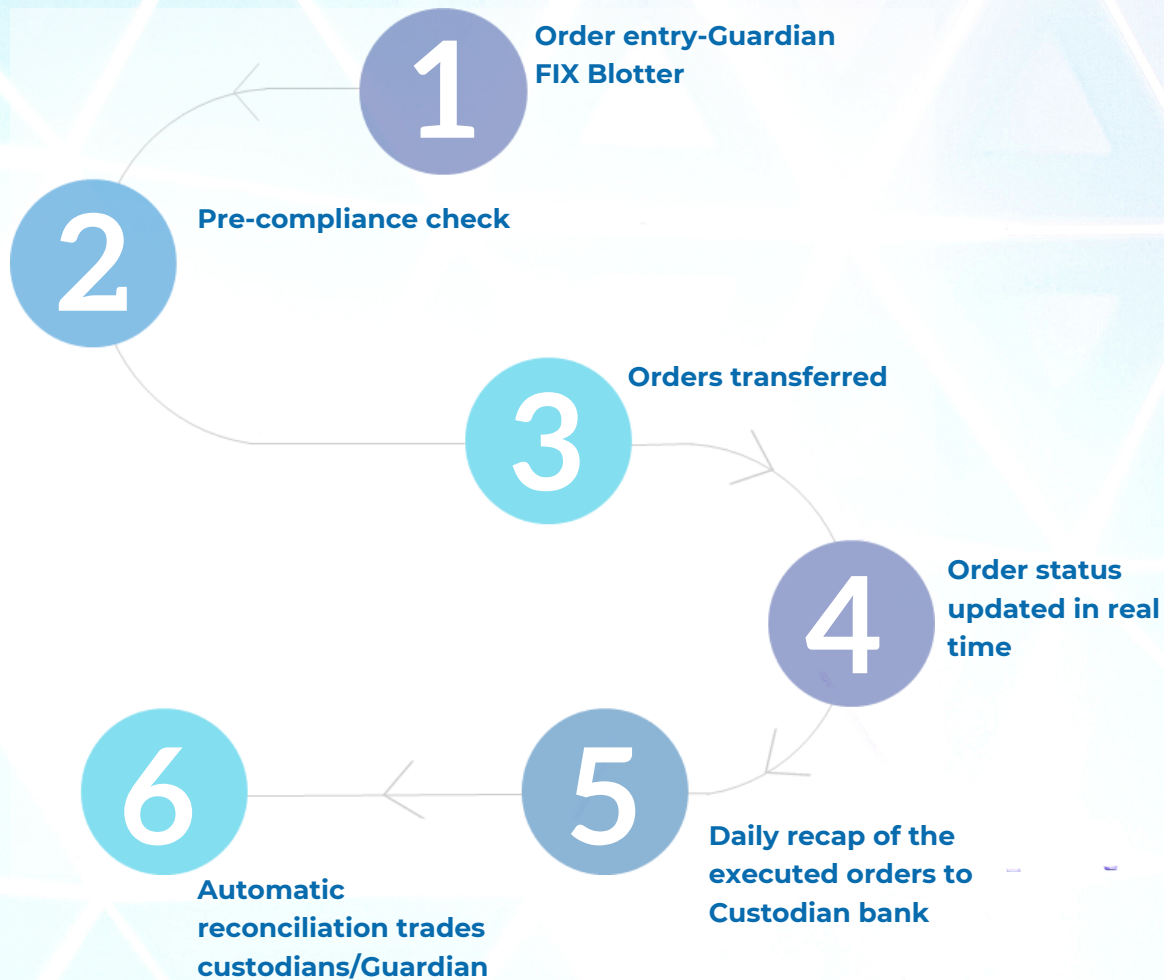 1
Order entry-Guardian
FIX Blotter
2
Pre-compliance check
3
Orders transferred
4
Order status
updated in real
time
5
Daily recap of the
executed orders to
Custodian bank
6
Automatic
reconciliation trades
custodians/Guardian